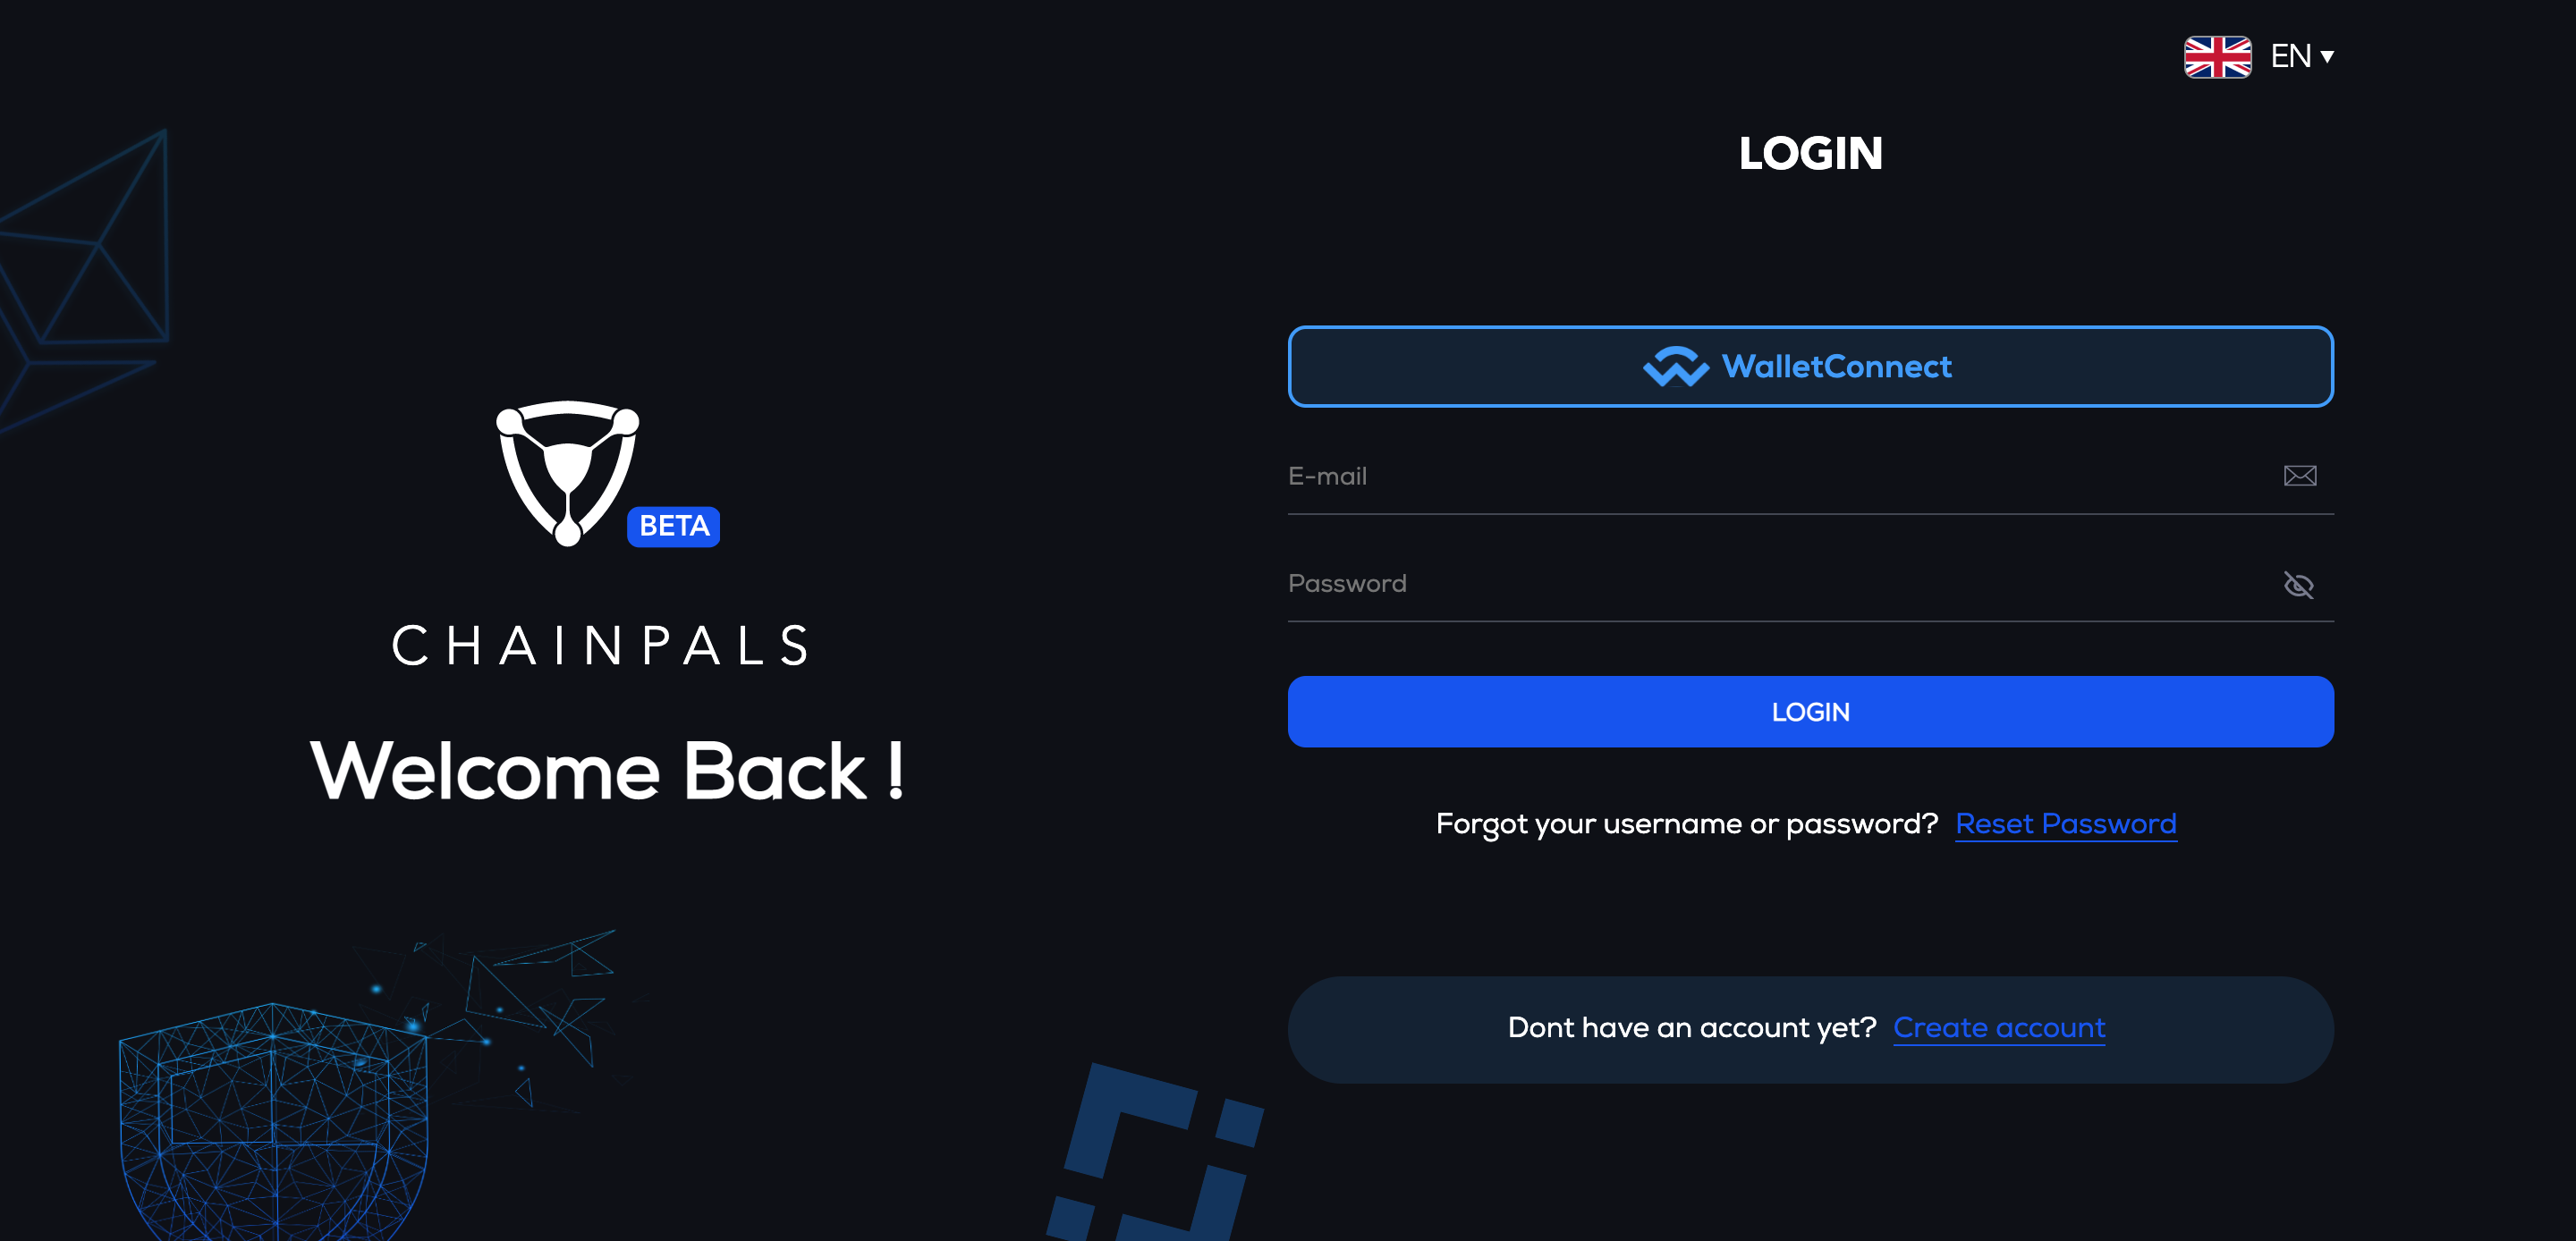 EN
LOGIN
WalletConnect
E-mail
Password
LOGIN
Forgot your username or password? Reset Password
Dont have an account yet? Create account
BETA
CHAINPALS
Welcome Back !